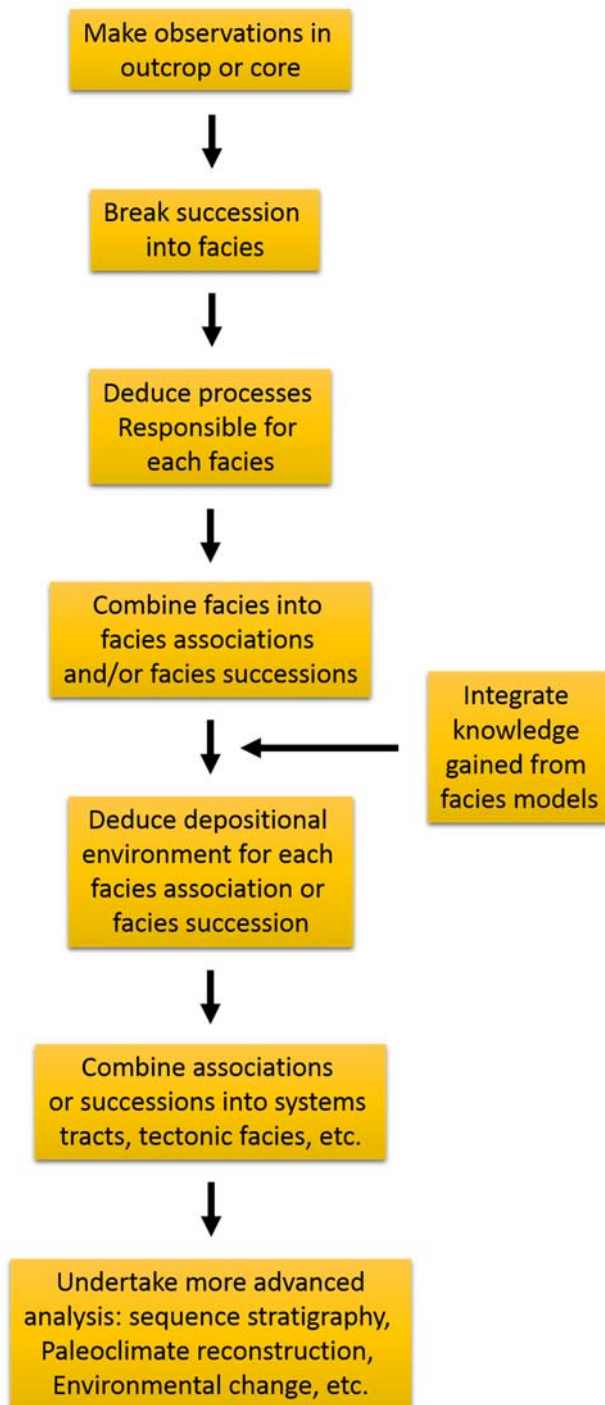 Make observations in
outcrop or core
Break succession
into facies
Deduce processes
Responsible for
each facies
Combine facies into
facies associations
and/or facies successions
Integrate
knowledge
gained from
facies models
Deduce depositional
environment for each
facies association or
facies succession
Combine associations
or successions into systems
tracts, tectonic facies, etc.
Undertake more advanced
analysis: sequence stratigraphy,
Paleoclimate reconstruction,
Environmental change, etc.